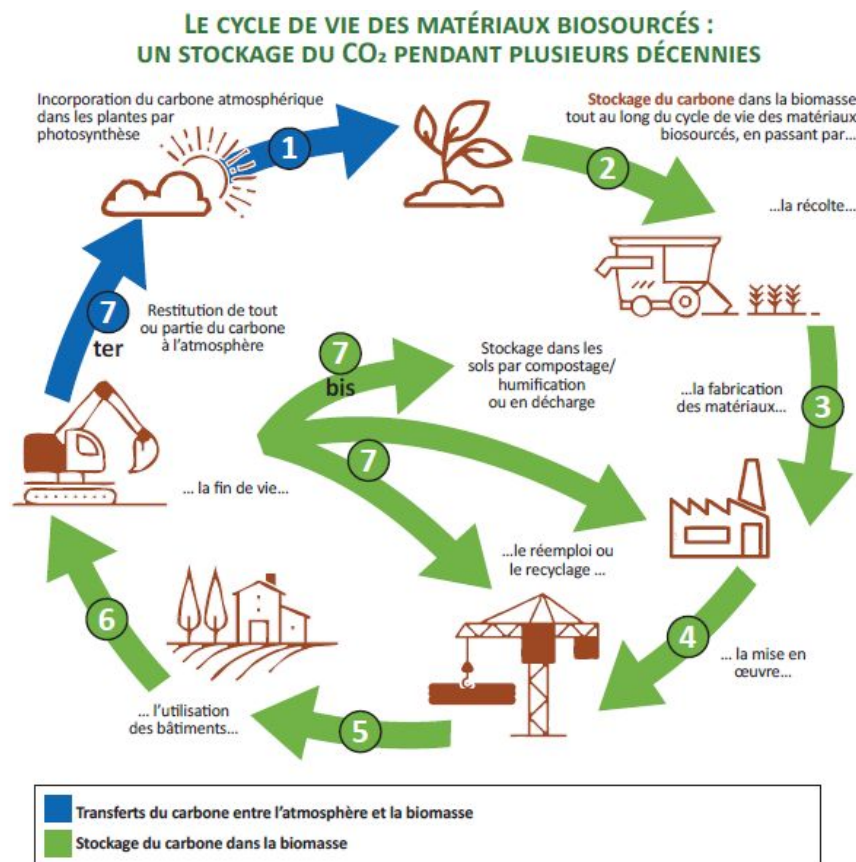 LE CYCLE DE VIE DES MATÉRIAUX BIOSOURCÉS :
UN STOCKAGE DU CO₂ PENDANT PLUSIEURS DÉCENNIES
Incorporation du carbone atmosphérique
dans les plantes par
photosynthèse
1
Stockage du carbone dans la biomasse
tout au long du cycle de vie des matériaux
biosourcés, en passant par...
2
...la récolte...
7
ter
Restitution de tout
ou partie du carbone
à l'atmosphère
7
bis
Stockage dans les
sols par compostage/
humification
ou en décharge
...la fabrication
des matériaux...
3
7
... la fin de vie...
...le réemploi ou
le recyclage ...
6
4
... la mise en
œuvre...
... l'utilisation
des bâtiments...
5
Transferts du carbone entre l'atmosphère et la biomasse
Stockage du carbone dans la biomasse